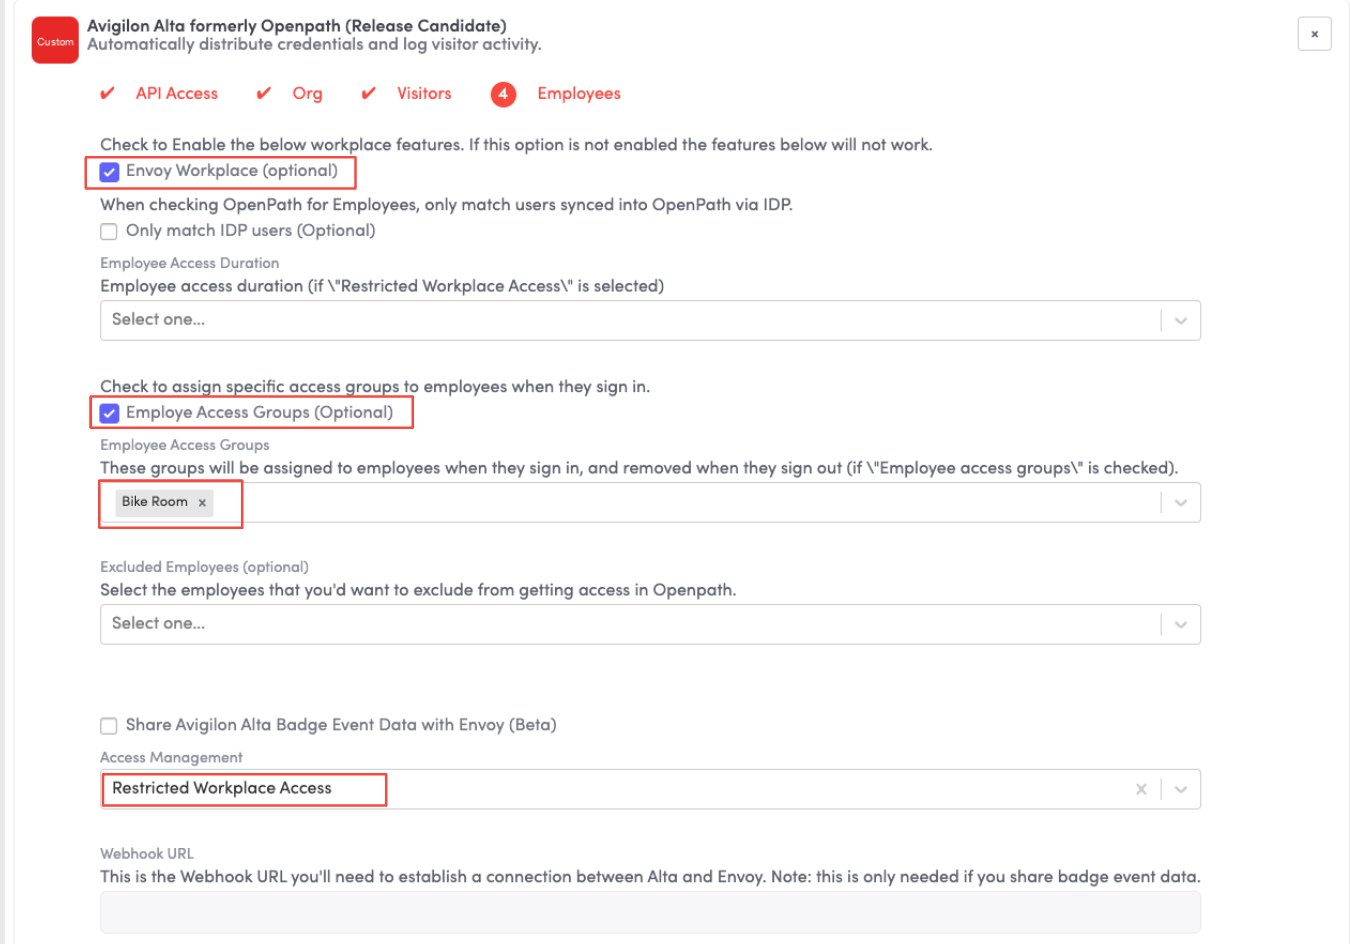 Custom
Avigilon Alta formerly Openpath (Release Candidate)
Automatically distribute credentials and log visitor activity.
×
✔ API Access ✔ Org ✔ Visitors 4 Employees
Check to Enable the below workplace features. If this option is not enabled the features below will not work.
Envoy Workplace (optional)
When checking OpenPath for Employees, only match users synced into OpenPath via IDP.
Only match IDP users (Optional)
Employee Access Duration
Employee access duration (if \"Restricted Workplace Access\" is selected)
Select one...
Check to assign specific access groups to employees when they sign in.
Employe Access Groups (Optional)
Employee Access Groups
These groups will be assigned to employees when they sign in, and removed when they sign out (if \"Employee access groups\" is checked).
Bike Room ×
Excluded Employees (optional)
Select the employees that you'd want to exclude from getting access in Openpath.
Select one...
Share Avigilon Alta Badge Event Data with Envoy (Beta)
Access Management
Restricted Workplace Access
Webhook URL
This is the Webhook URL you'll need to establish a connection between Alta and Envoy. Note: this is only needed if you share badge event data.